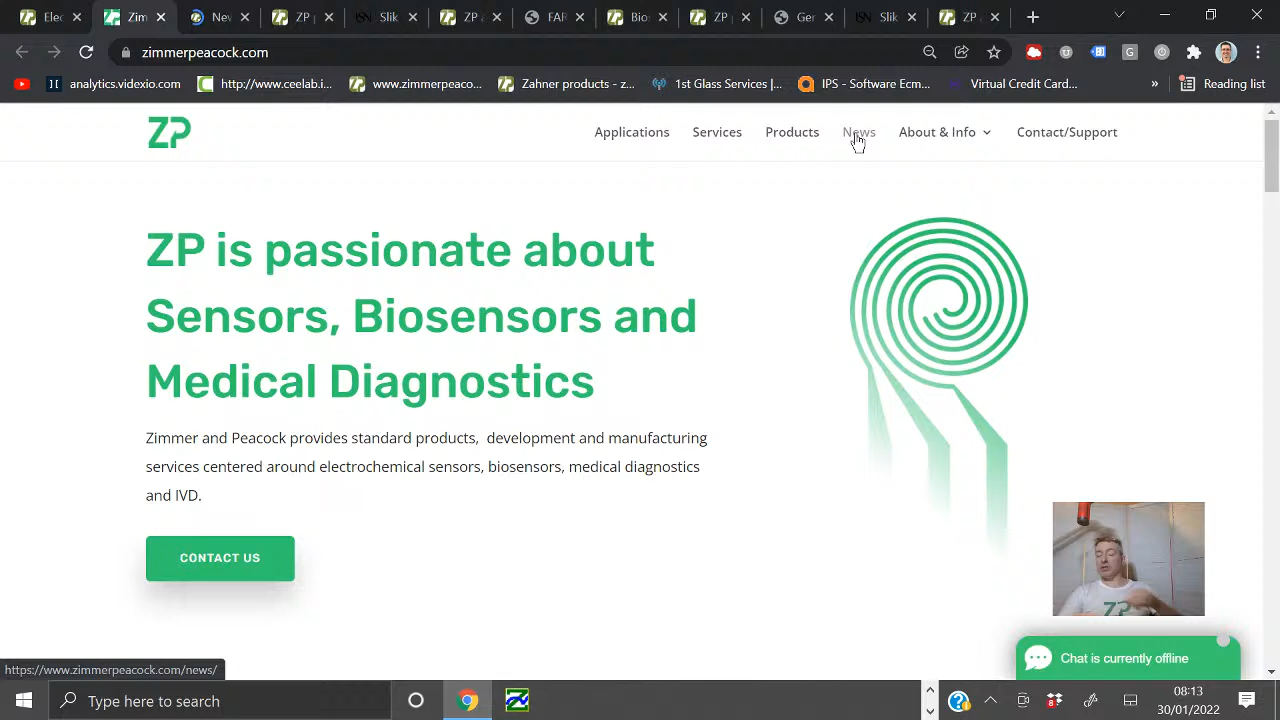 Elec
Zim
Nev
ZP
Slik
ZP
FAR
Bio
ZP
Ger
Slik
ZP
zimmerpeacock.com
analytics.videxio.com
http://www.ceelab.i...
www.zimmerpeaco...
Zahner products - z...
1st Glass Services |...
IPS - Software Ecm...
Virtual Credit Card...
»
Reading list
ZP
Applications
Services
Products
News
About & Info
Contact/Support
ZP is passionate about
Sensors, Biosensors and
Medical Diagnostics
Zimmer and Peacock provides standard products, development and manufacturing
services centered around electrochemical sensors, biosensors, medical diagnostics
and IVD.
CONTACT US
ZP
Chat is currently offline
https://www.zimmerpeacock.com/news/
Type here to search
08:13
30/01/2022